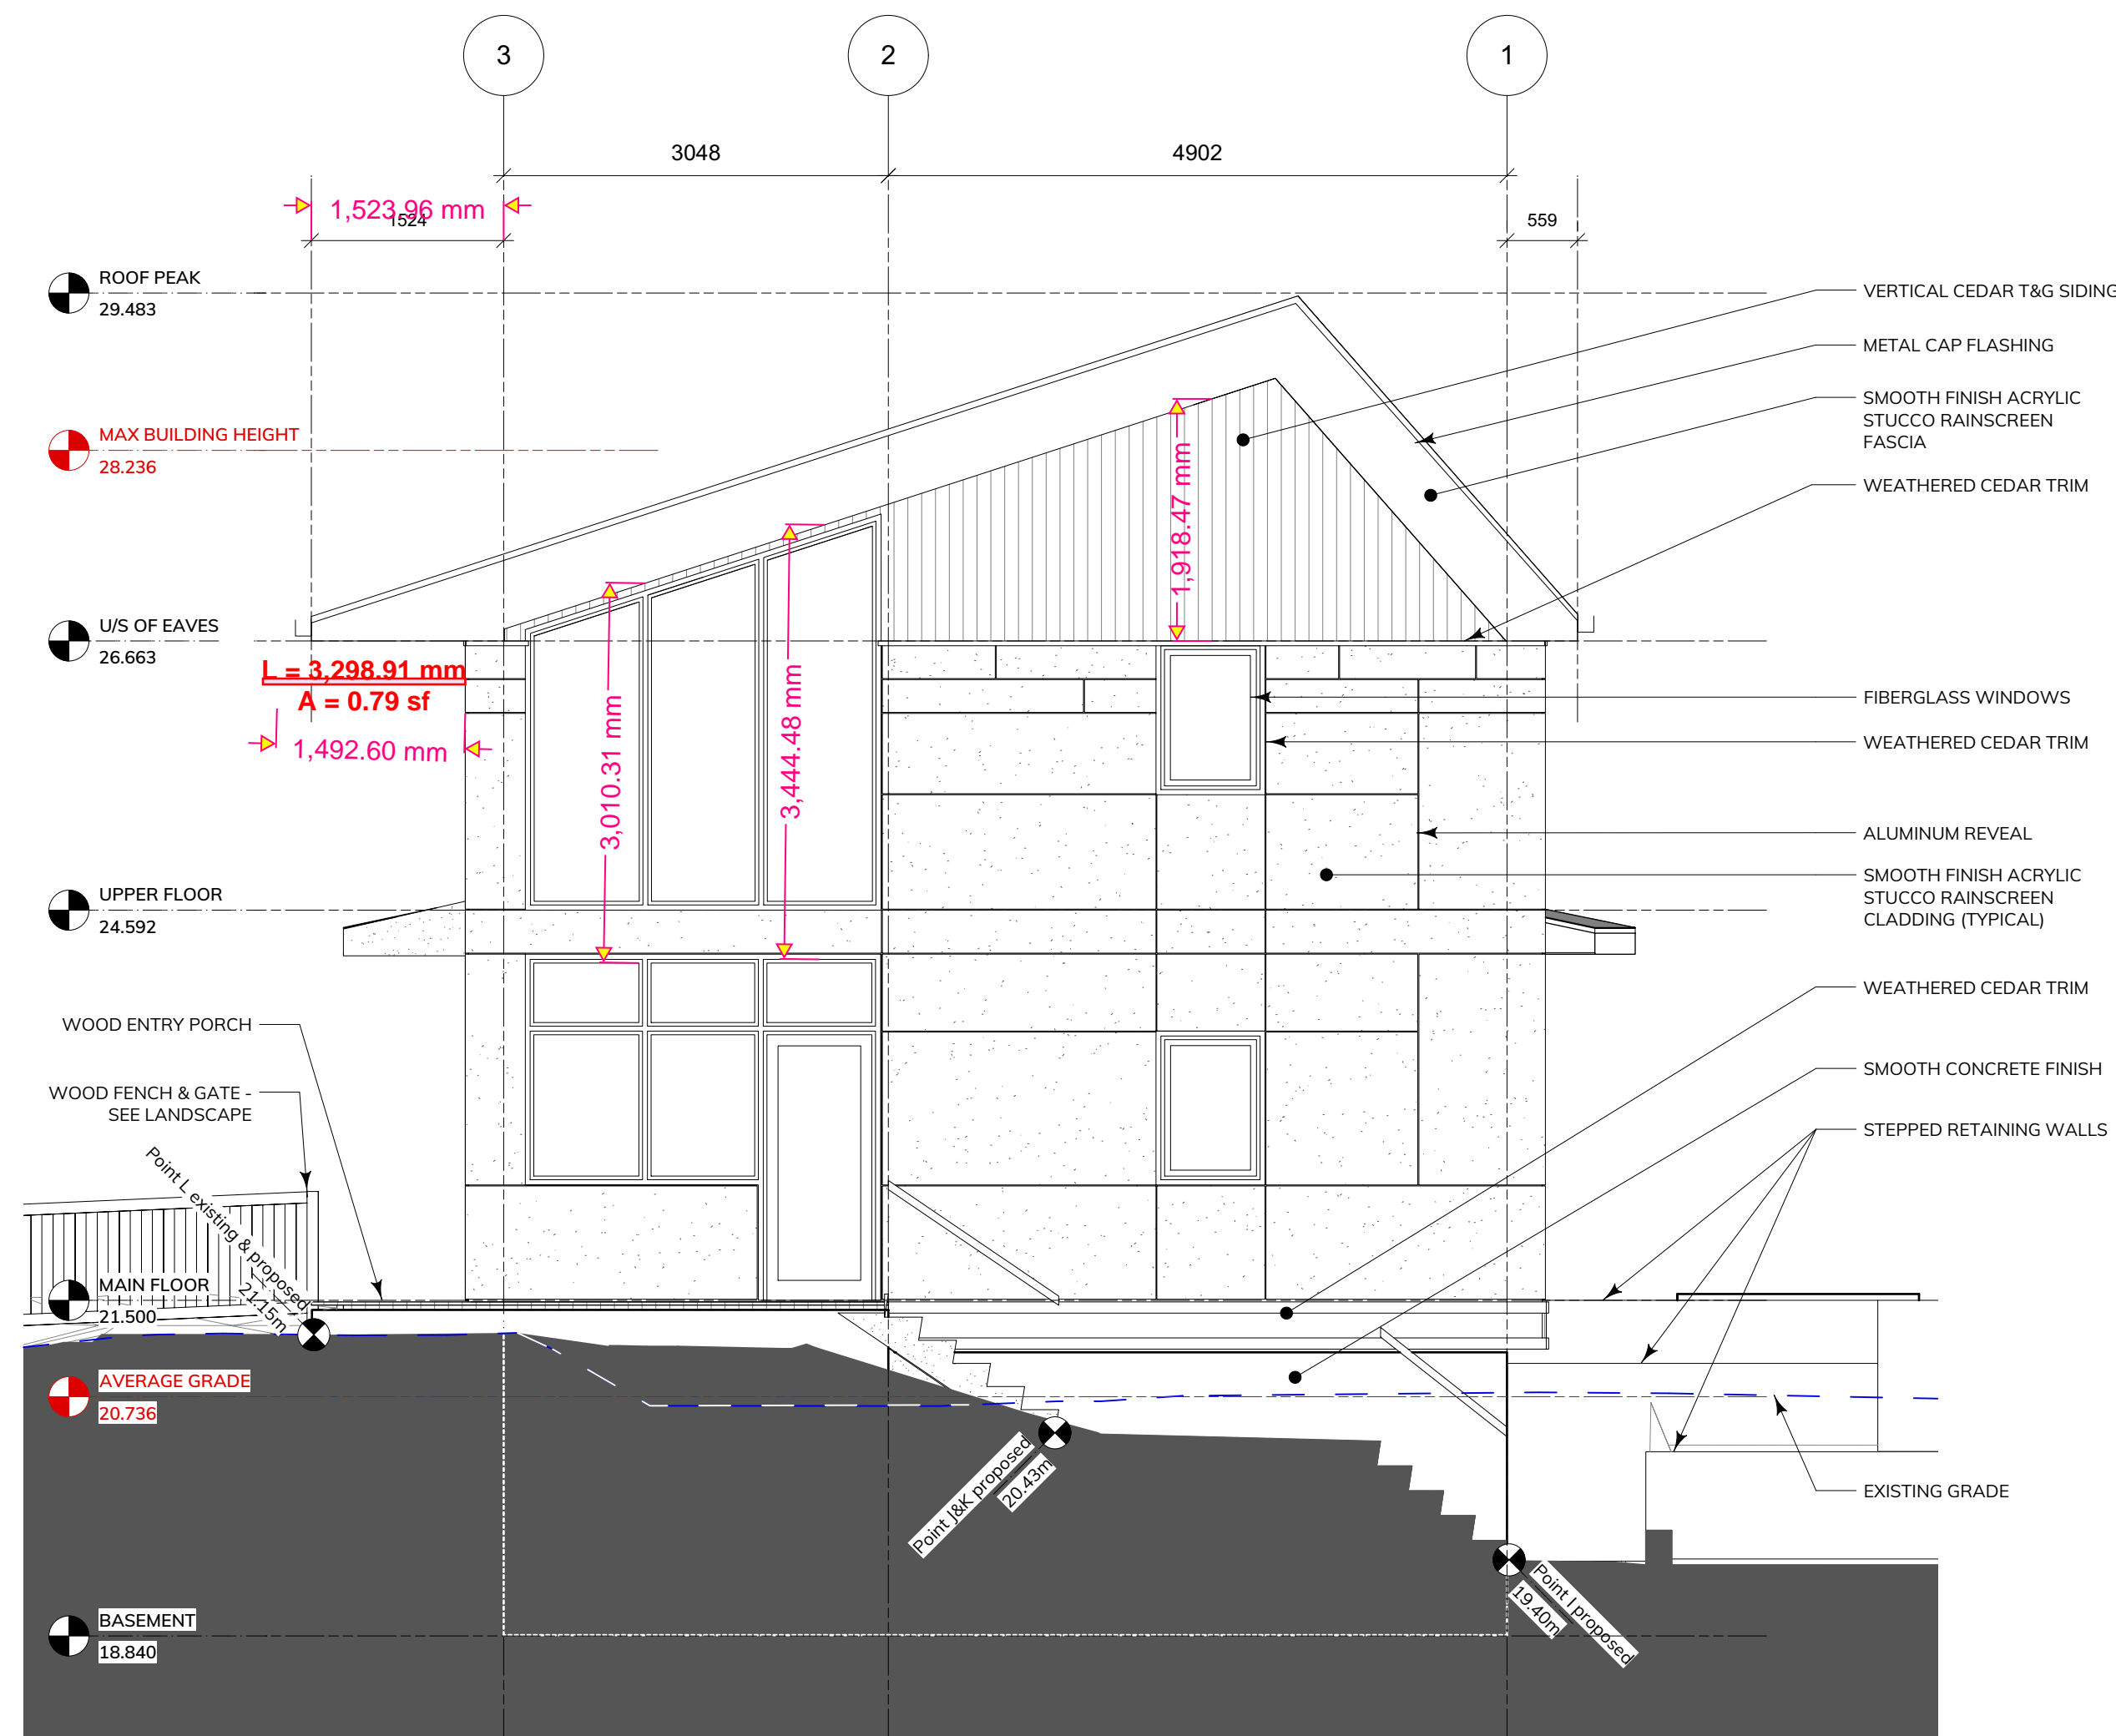 3
2
1
3048
4902
1,523.96 mm
1524
559
ROOF PEAK
29.483
MAX BUILDING HEIGHT
28.236
U/S OF EAVES
26.663
L = 3,298.91 mm
A = 0.79 sf
1,492.60 mm
3,010.31 mm
3,444.48 mm
1,918.47 mm
UPPER FLOOR
24.592
WOOD ENTRY PORCH
WOOD FENCH & GATE -
SEE LANDSCAPE
Point L existing & proposed
21.15m
MAIN FLOOR
21.500
AVERAGE GRADE
20.736
BASEMENT
18.840
Point J&K proposed
20.43m
Point I proposed
19.40m
VERTICAL CEDAR T&G SIDING
METAL CAP FLASHING
SMOOTH FINISH ACRYLIC
STUCCO RAINSCREEN
FASCIA
WEATHERED CEDAR TRIM
FIBERGLASS WINDOWS
WEATHERED CEDAR TRIM
ALUMINUM REVEAL
SMOOTH FINISH ACRYLIC
STUCCO RAINSCREEN
CLADDING (TYPICAL)
WEATHERED CEDAR TRIM
SMOOTH CONCRETE FINISH
STEPPED RETAINING WALLS
EXISTING GRADE